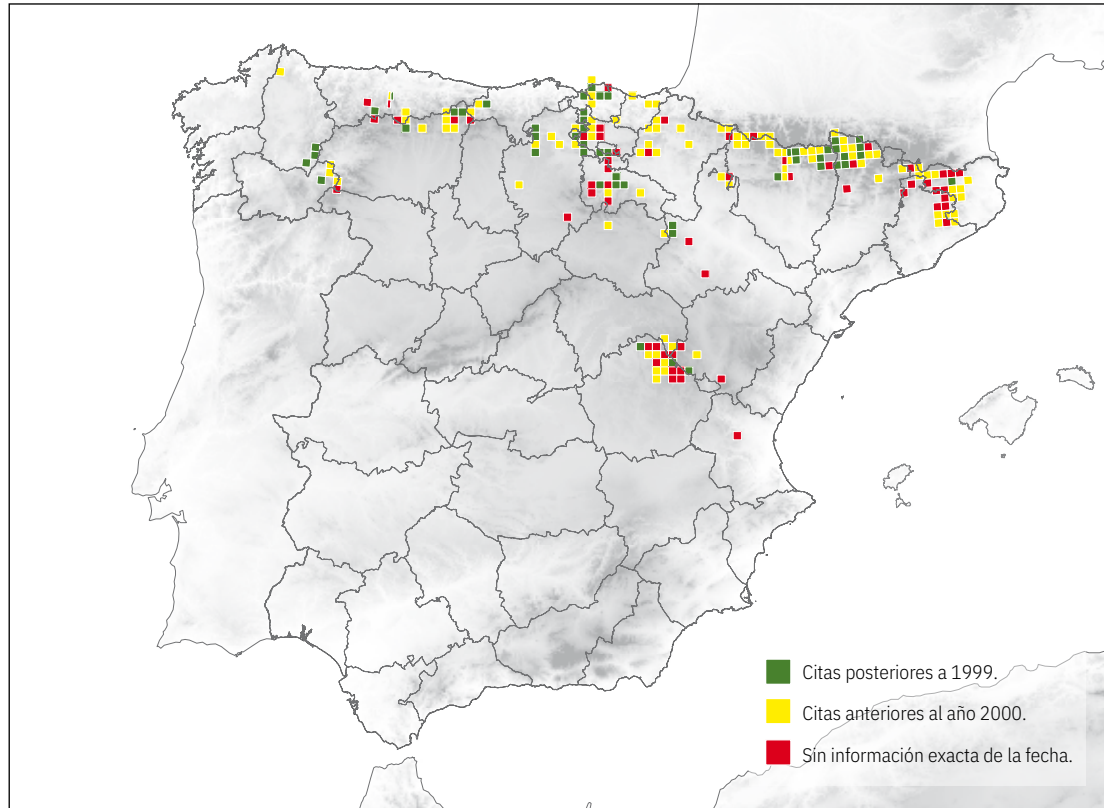 Citas posteriores a 1999.
Citas anteriores al año 2000.
Sin información exacta de la fecha.